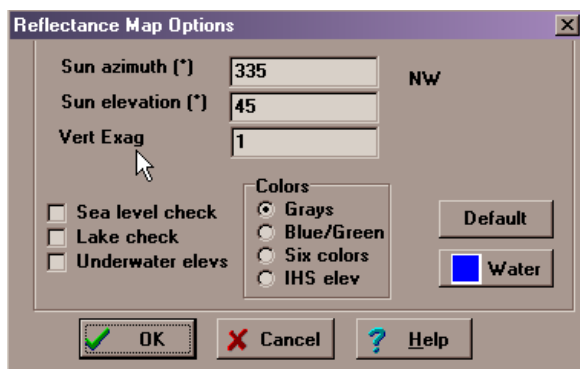 Reflectance Map Options
Sun azimuth (°) 335 NW
Sun elevation (°) 45
Vert Exag 1
Colors
Sea level check
Lake check
Underwater elevs
Grays
Blue/Green
Six colors
IHS elev
Default
Water
OK Cancel Help